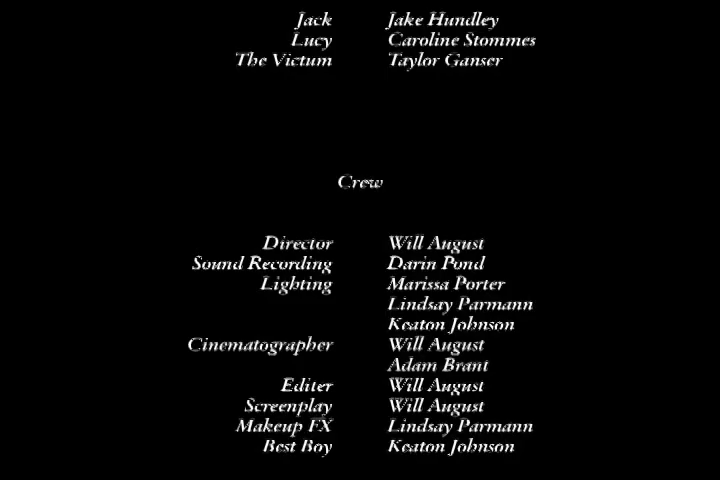 Jack Jake Hundley
Lucy Caroline Stommes
The Victum Taylor Ganser
Crew
Director Will August
Sound Recording Darin Pond
Lighting Marissa Porter
Lindsay Parmann
Keaton Johnson
Cinematographer Will August
Adam Brant
Editer Will August
Screenplay Will August
Makeup FX Lindsay Parmann
Best Boy Keaton Johnson